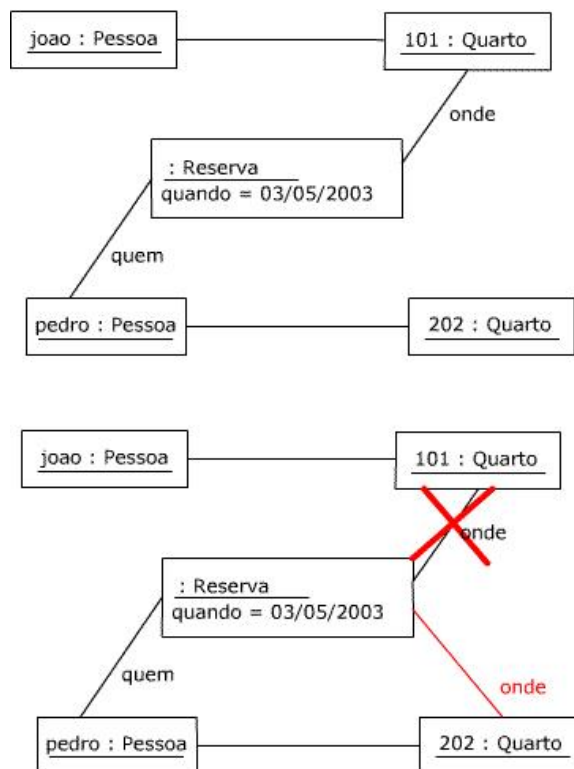 joao : Pessoa
101 : Quarto
onde
: Reserva
quando = 03/05/2003
quem
pedro : Pessoa
202 : Quarto
joao : Pessoa
101 : Quarto
onde
: Reserva
quando = 03/05/2003
quem
onde
pedro : Pessoa
202 : Quarto